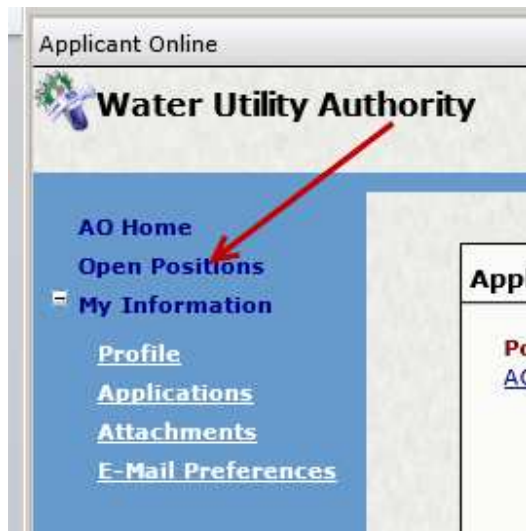 Applicant Online
Water Utility Authority
AO Home
Open Positions
My Information
Profile
Applications
Attachments
E-Mail Preferences